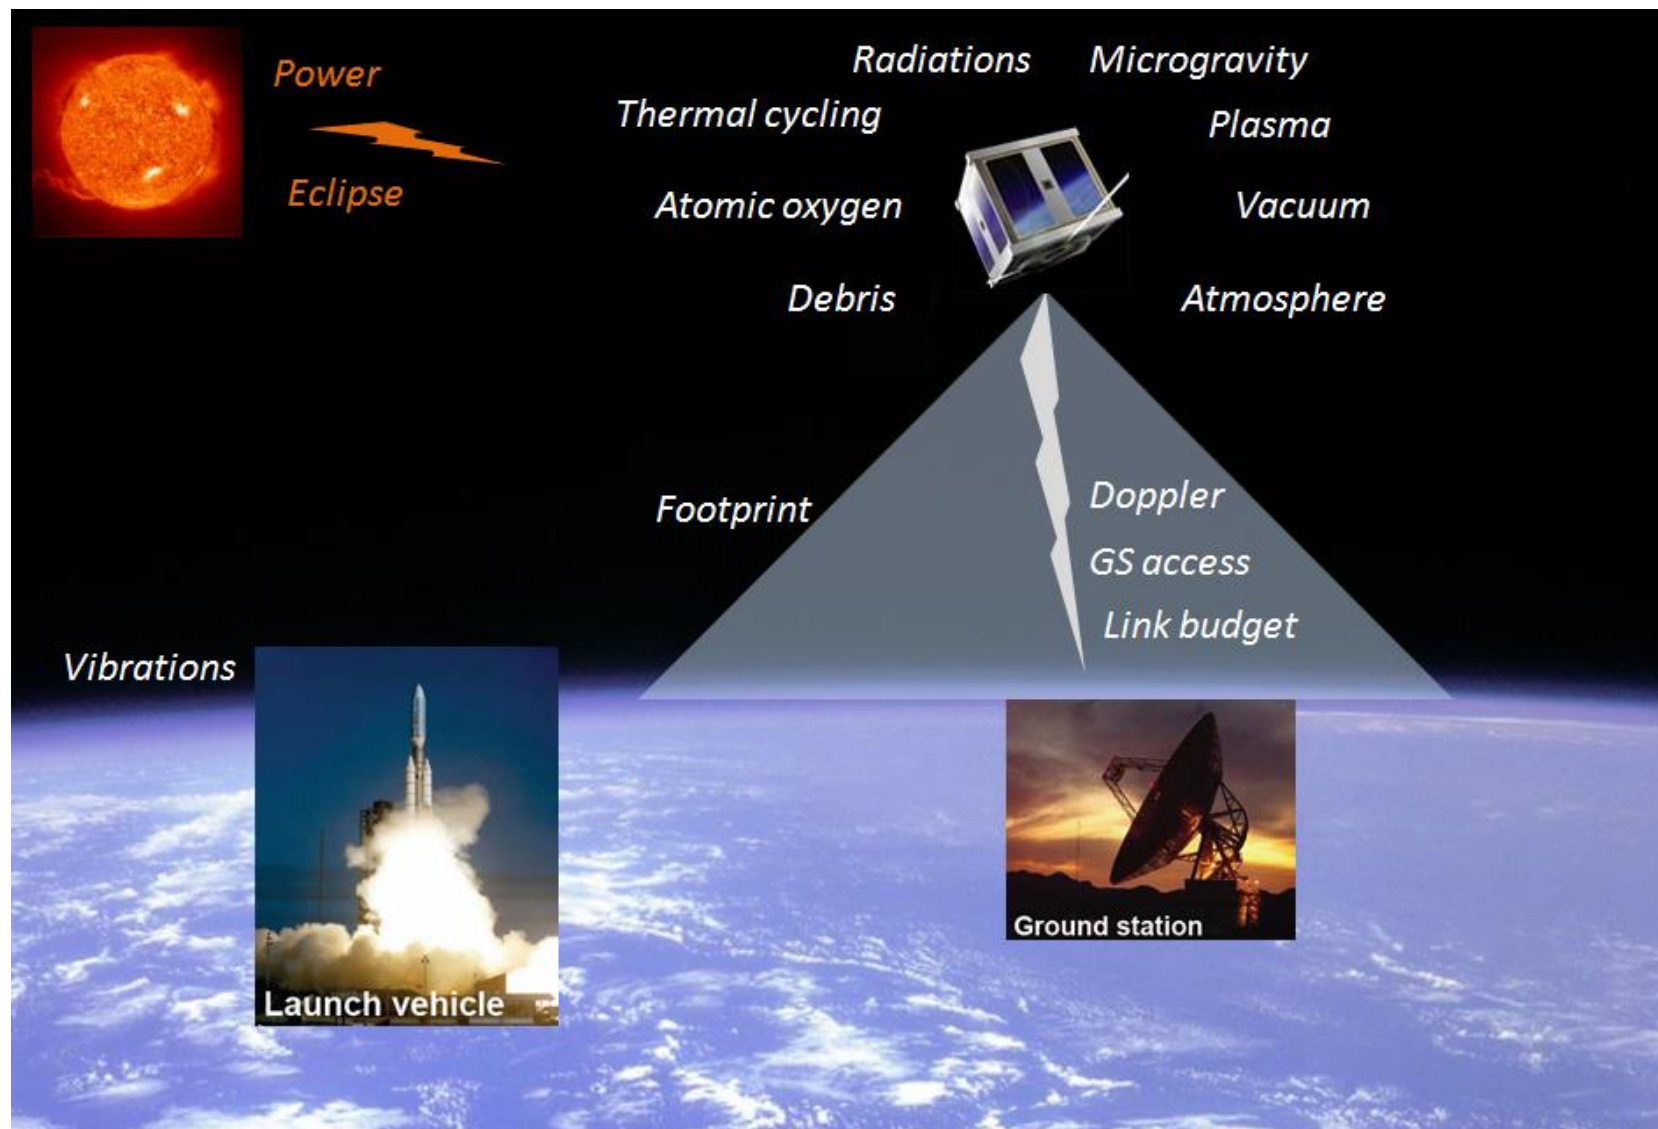 Power
Eclipse
Radiations
Microgravity
Thermal cycling
Plasma
Atomic oxygen
Vacuum
Debris
Atmosphere
Footprint
Doppler
GS access
Link budget
Vibrations
Launch vehicle
Ground station